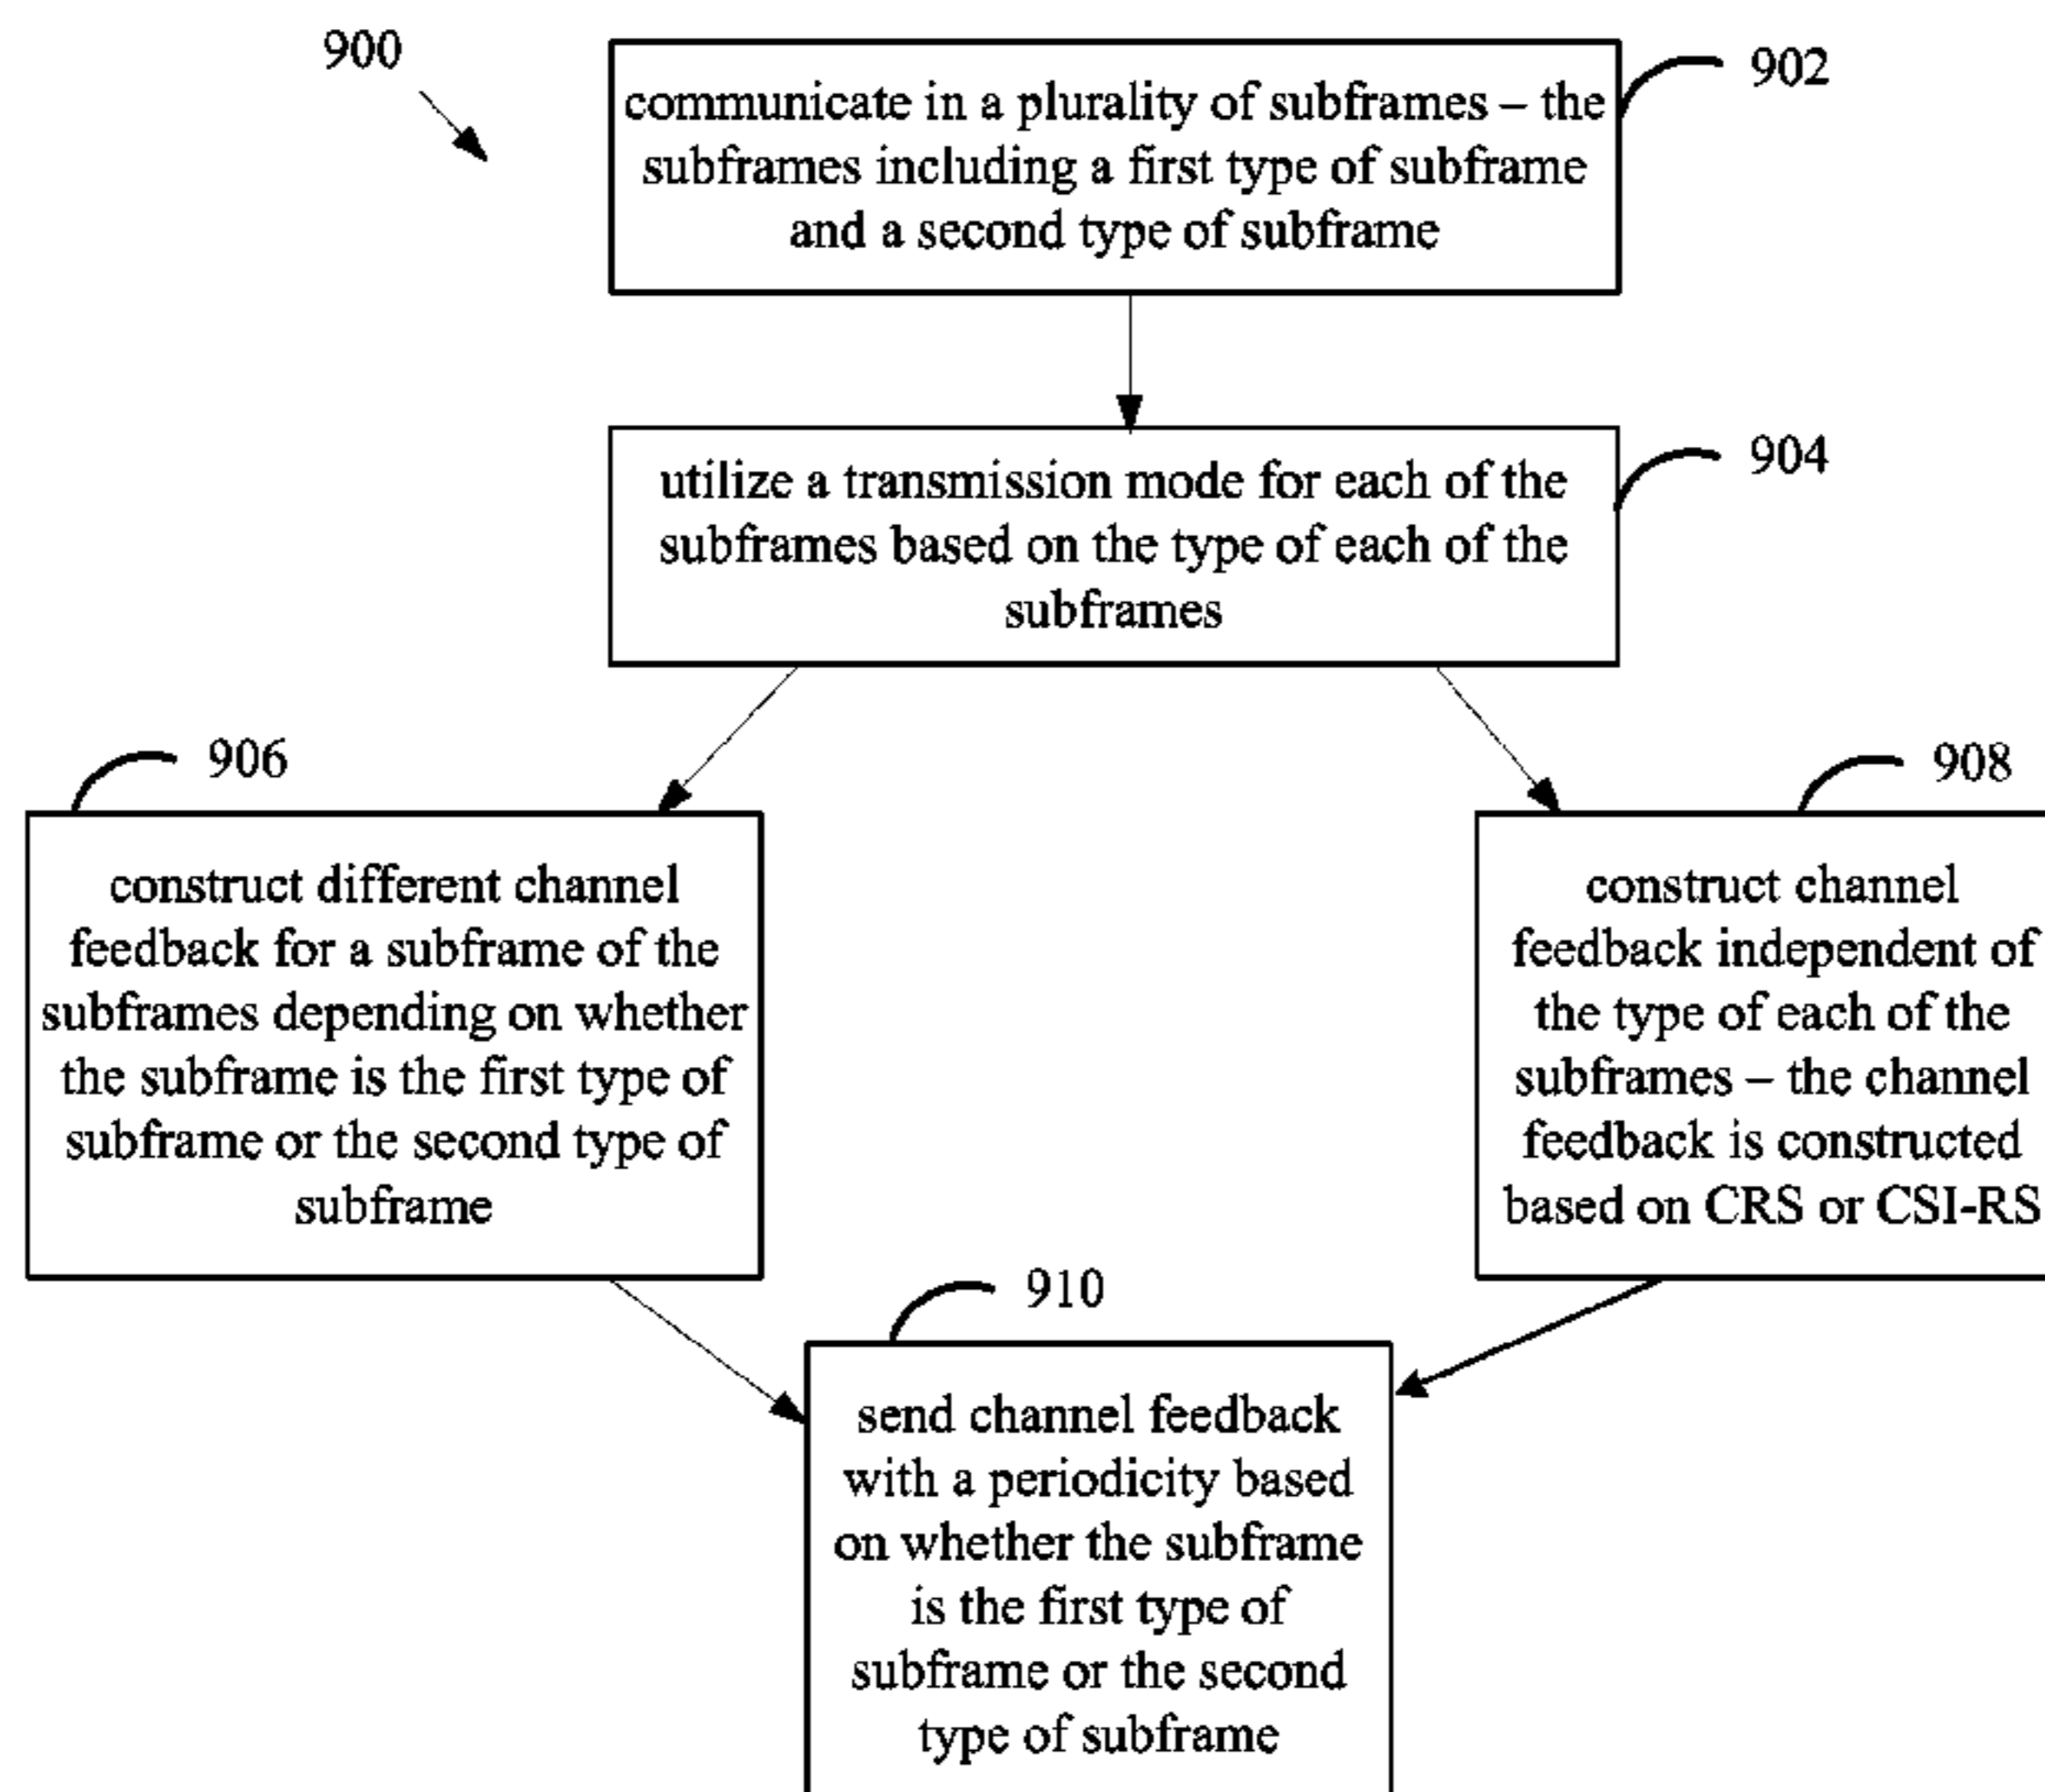 900
902
communicate in a plurality of subframes – the
subframes including a first type of subframe
and a second type of subframe
904
utilize a transmission mode for each of the
subframes based on the type of each of the
subframes
906
construct different channel
feedback for a subframe of the
subframes depending on whether
the subframe is the first type of
subframe or the second type of
subframe
908
construct channel
feedback independent of
the type of each of the
subframes – the channel
feedback is constructed
based on CRS or CSI-RS
910
send channel feedback
with a periodicity based
on whether the subframe
is the first type of
subframe or the second
type of subframe